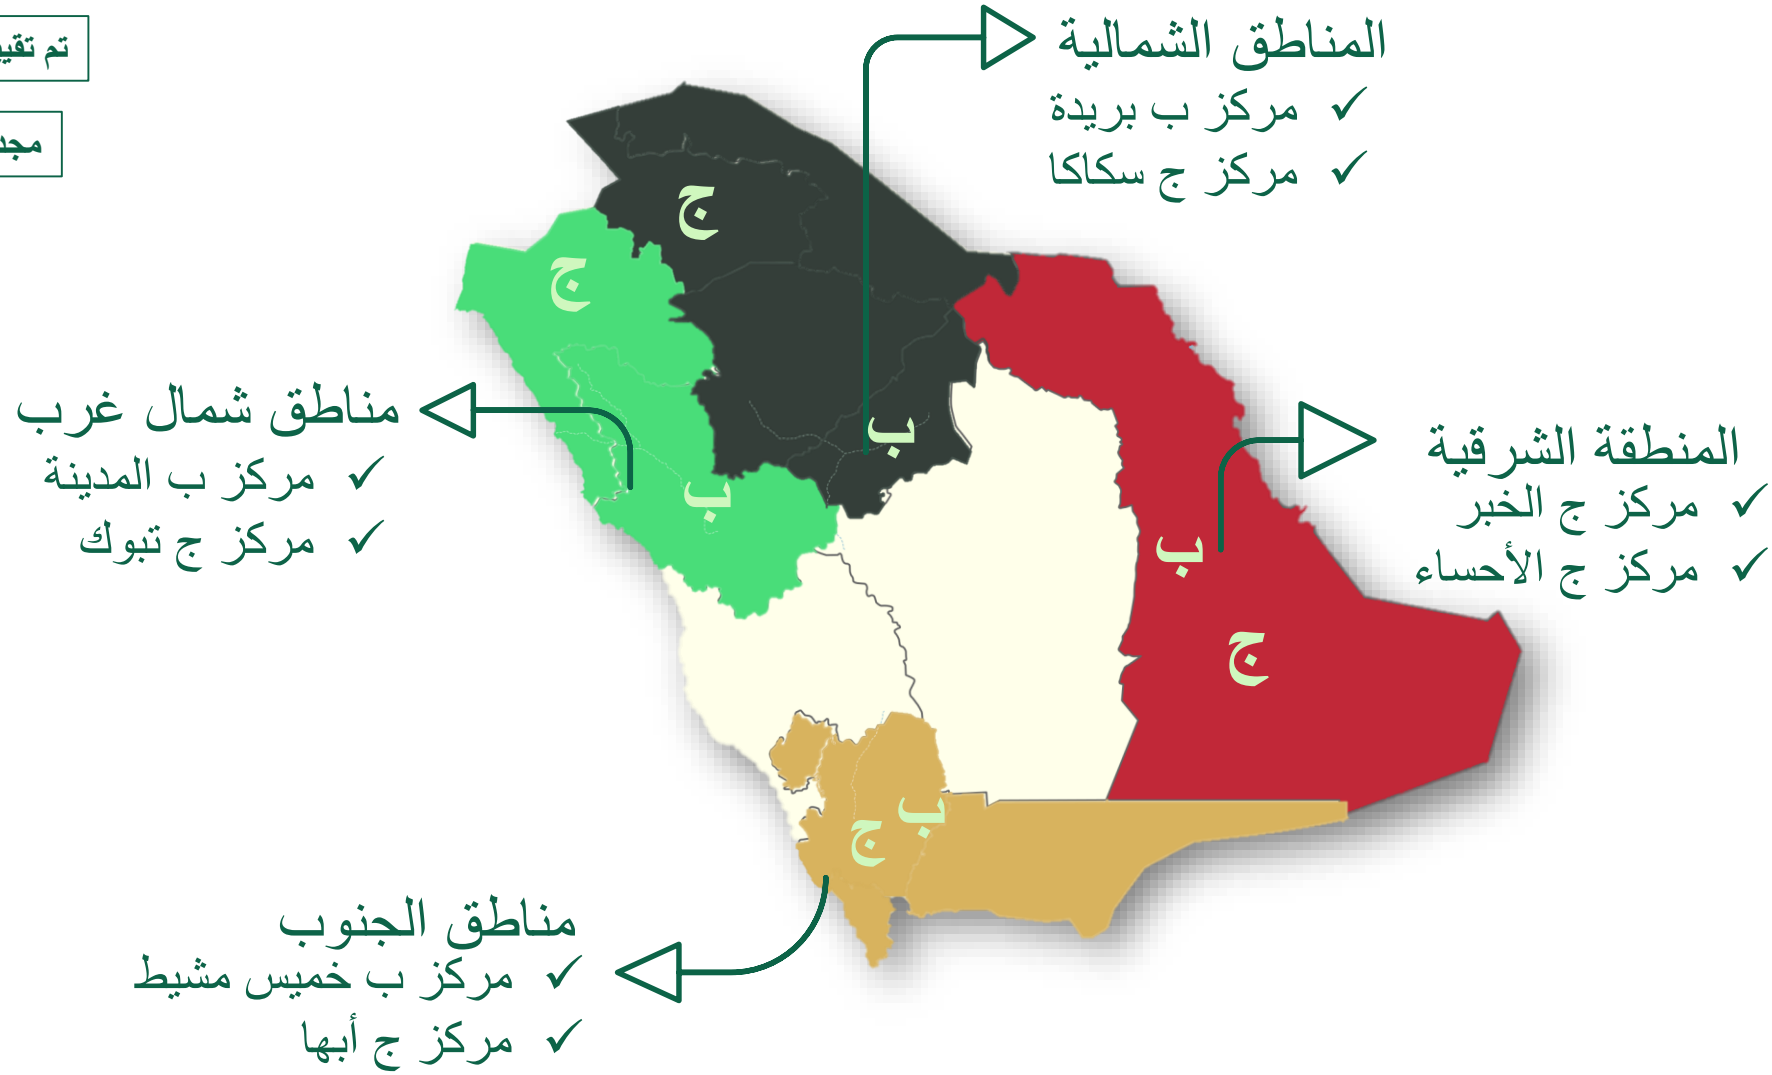 تم
المناطق الشمالية
✓ مركز ب بريدة
✓ مركز ج سكاكا
ج
ج
مناطق شمال غرب
✓ مركز ب المدينة
✓ مركز ج تبوك
ب
ب
المنطقة الشرقية
✓ مركز ج الخبر
✓ مركز ج الأحساء
ب
ج
ب
ج
مناطق الجنوب
✓ مركز ب خميس مشيط
✓ مركز ج أبها